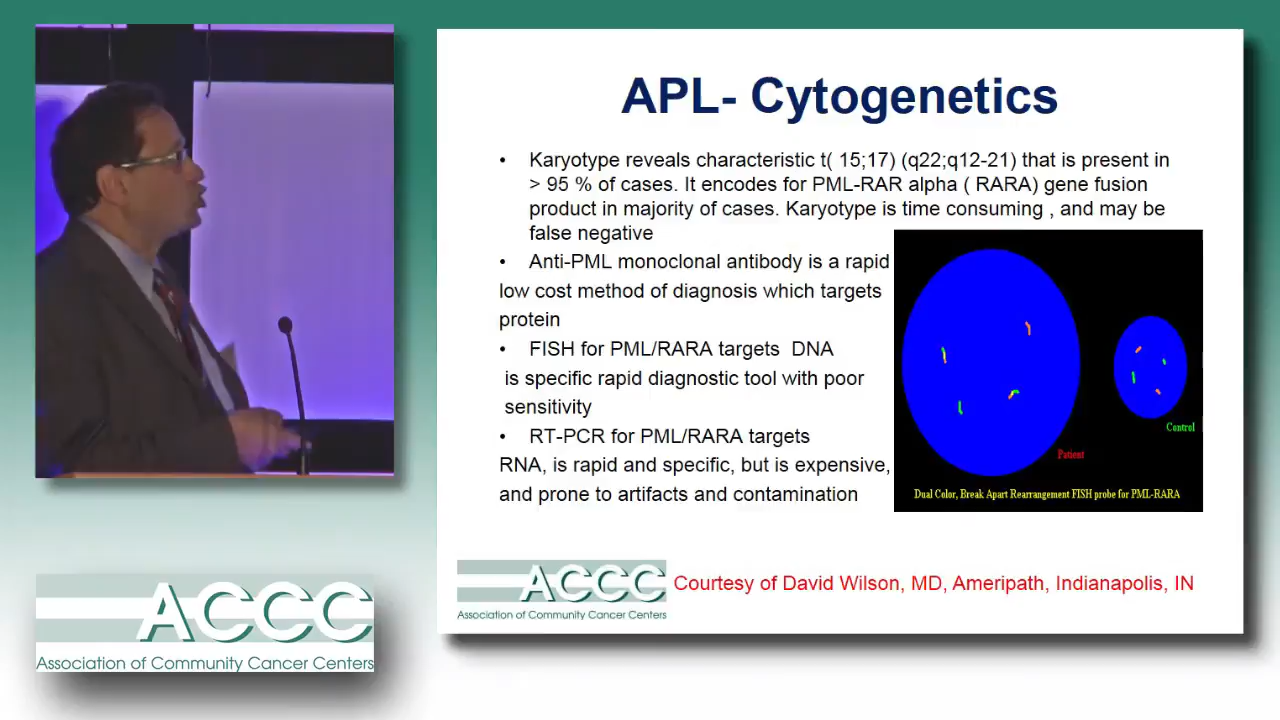 APL- Cytogenetics
• Karyotype reveals characteristic t( 15;17) (q22;q12-21) that is present in
> 95 % of cases. It encodes for PML-RAR alpha ( RARA) gene fusion
product in majority of cases. Karyotype is time consuming , and may be
false negative
• Anti-PML monoclonal antibody is a rapid
low cost method of diagnosis which targets
protein
• FISH for PML/RARA targets DNA
is specific rapid diagnostic tool with poor
sensitivity
• RT-PCR for PML/RARA targets
RNA, is rapid and specific, but is expensive,
and prone to artifacts and contamination
Control
Patient
Dual Color, Break Apart Rearrangement FISH probe for PML-RARA
ACCC
Association of Community Cancer Centers
Courtesy of David Wilson, MD, Ameripath, Indianapolis, IN
ACCC
Association of Community Cancer Centers